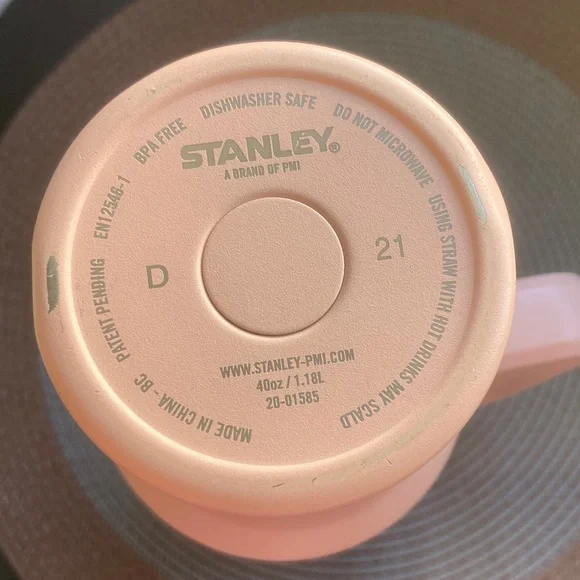 PATENT PENDING EN12546-1 BPA FREE DISHWASHER SAFE DO NOT MICROWAVE USING STRAW WITH HOT DRINKS MAY SCALD
STANLEY®
A BRAND OF PMI
D 21
WWW.STANLEY-PMI.COM
40oz / 1.18L
20-01585
MADE IN CHINA - BC